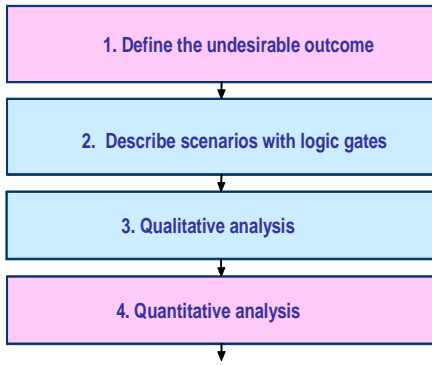 1. Define the undesirable outcome
2. Describe scenarios with logic gates
3. Qualitative analysis
4. Quantitative analysis